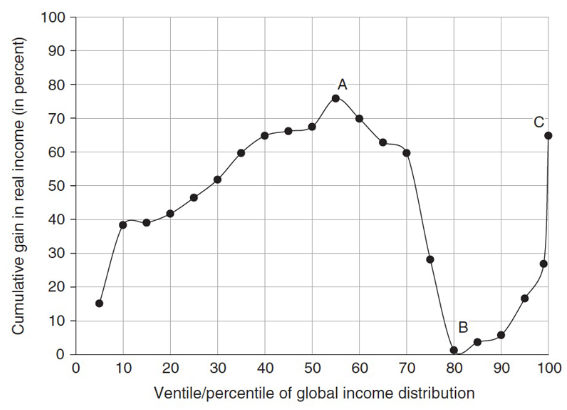 Cumulative gain in real income (in percent)
100
90
80
70
60
50
40
30
20
10
0
A
C
B
0 10 20 30 40 50 60 70 80 90 100
Ventile/percentile of global income distribution